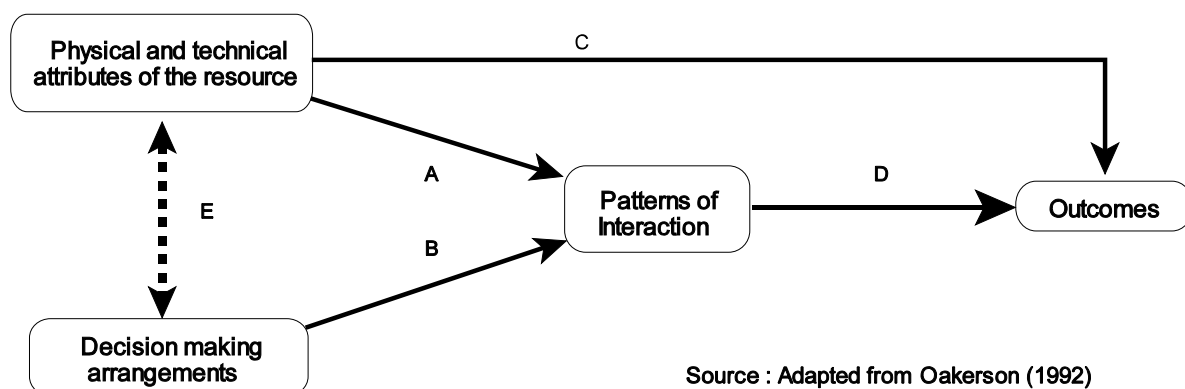 Physical and technical
attributes of the resource
C
A
Patterns of
Interaction
D
Outcomes
E
B
Decision making
arrangements
Source : Adapted from Oakerson (1992)